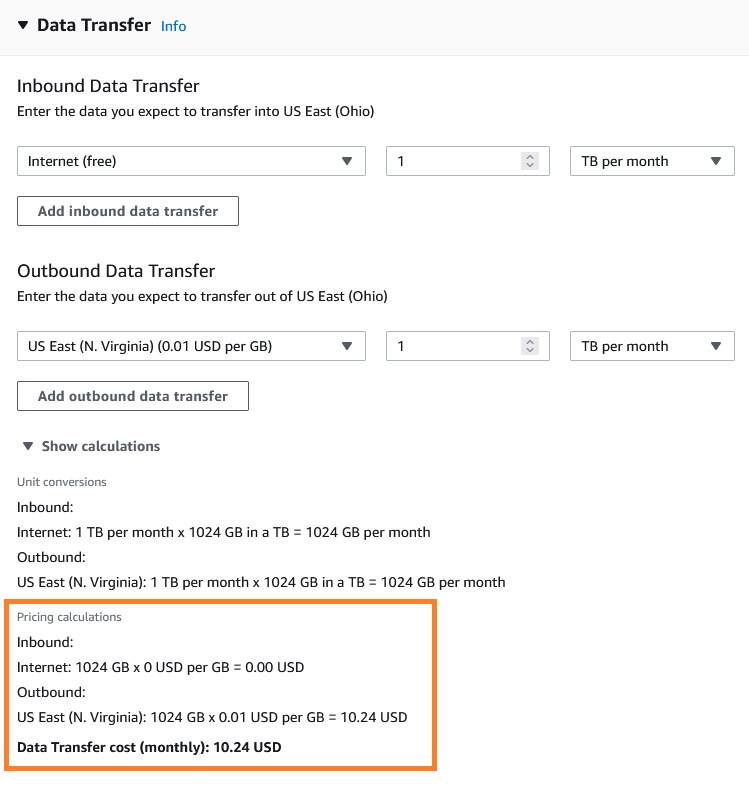 Data Transfer Info
Inbound Data Transfer
Enter the data you expect to transfer into US East (Ohio)
Internet (free) 1 TB per month
Add inbound data transfer
Outbound Data Transfer
Enter the data you expect to transfer out of US East (Ohio)
US East (N. Virginia) (0.01 USD per GB) 1 TB per month
Add outbound data transfer
Show calculations
Unit conversions
Inbound:
Internet: 1 TB per month x 1024 GB in a TB = 1024 GB per month
Outbound:
US East (N. Virginia): 1 TB per month x 1024 GB in a TB = 1024 GB per month
Pricing calculations
Inbound:
Internet: 1024 GB x 0 USD per GB = 0.00 USD
Outbound:
US East (N. Virginia): 1024 GB x 0.01 USD per GB = 10.24 USD
Data Transfer cost (monthly): 10.24 USD